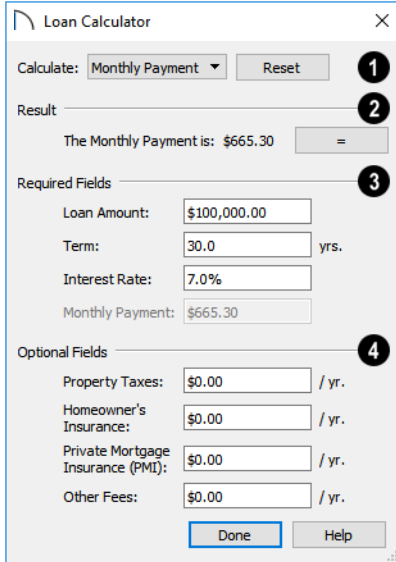 Loan Calculator
Calculate: Monthly Payment Reset 1
Result 2
The Monthly Payment is: $665.30 =
Required Fields 3
Loan Amount: $100,000.00
Term: 30.0 yrs.
Interest Rate: 7.0%
Monthly Payment: $665.30
Optional Fields 4
Property Taxes: $0.00 / yr.
Homeowner's
Insurance: $0.00 / yr.
Private Mortgage
Insurance (PMI): $0.00 / yr.
Other Fees: $0.00 / yr.
Done Help